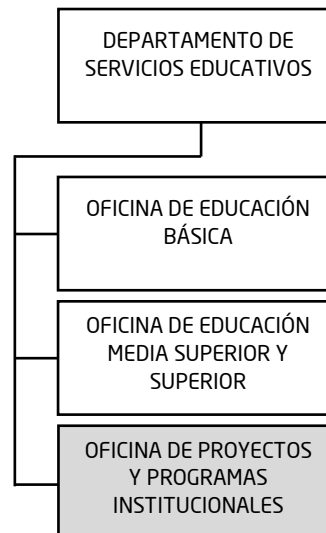 DEPARTAMENTO DE
SERVICIOS EDUCATIVOS
OFICINA DE EDUCACIÓN
BÁSICA
OFICINA DE EDUCACIÓN
MEDIA SUPERIOR Y
SUPERIOR
OFICINA DE PROYECTOS
Y PROGRAMAS
INSTITUCIONALES